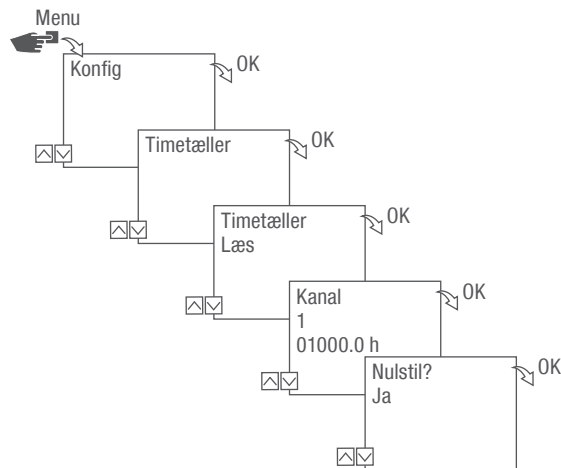 Menu
OK
Konfig
OK
Timetæller
OK
Timetæller
Læs
OK
Kanal
1
01000.0 h
OK
Nulstil?
Ja